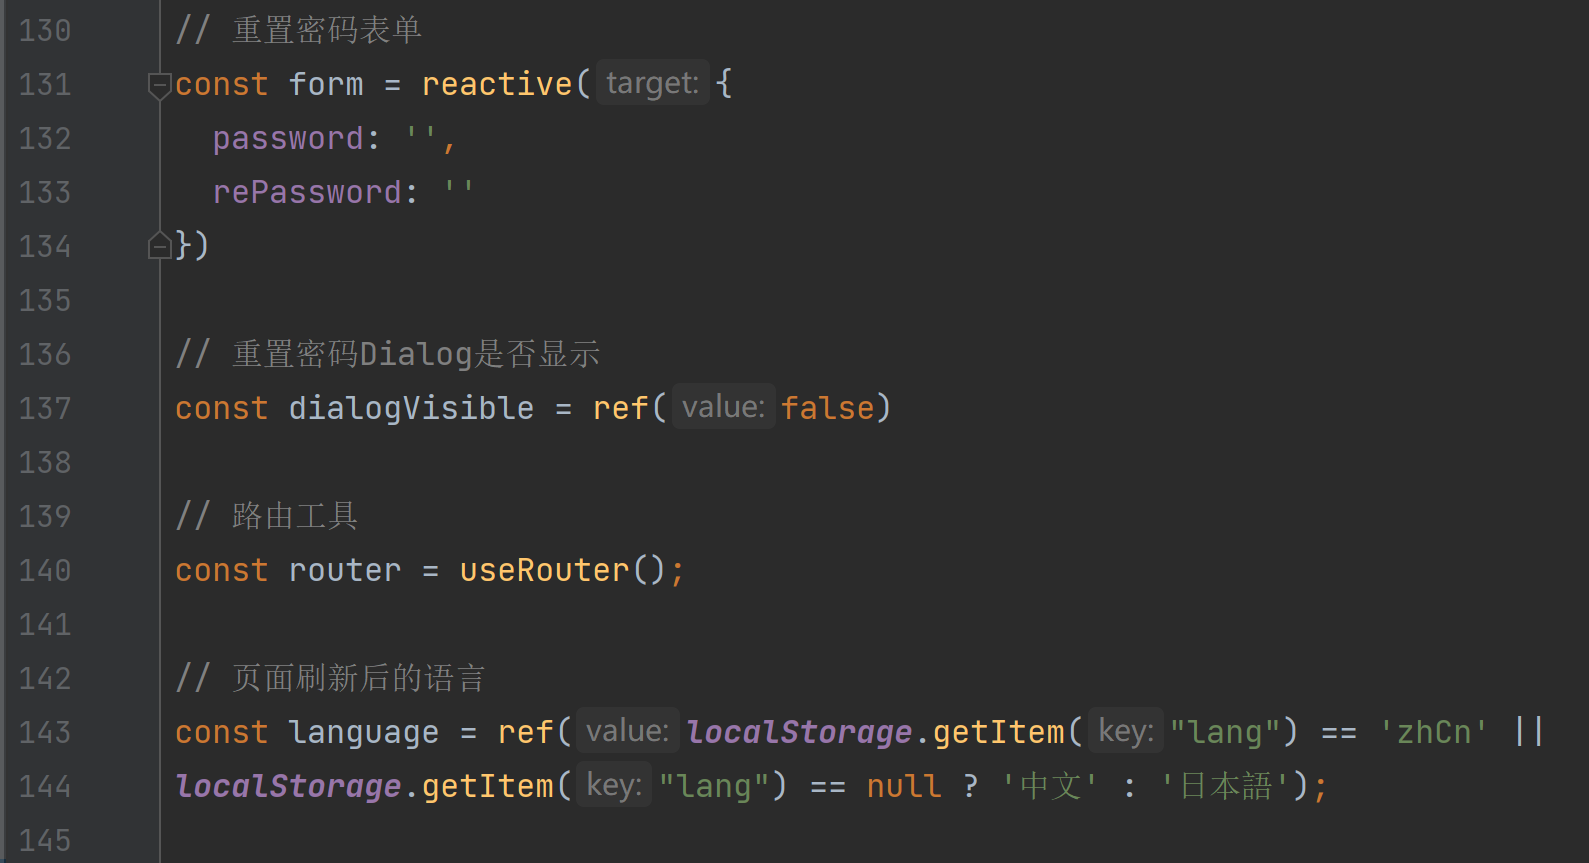 130 // 重置密码表单
131 const form = reactive( target: {
132 password: '',
133 rePassword: ''
134 })
135
136 // 重置密码Dialog是否显示
137 const dialogVisible = ref( value: false)
138
139 // 路由工具
140 const router = useRouter();
141
142 // 页面刷新后的语言
143 const language = ref( value: localStorage.getItem( key: "lang") == 'zhCn' ||
144 localStorage.getItem( key: "lang") == null ? '中文' : '日本語');
145